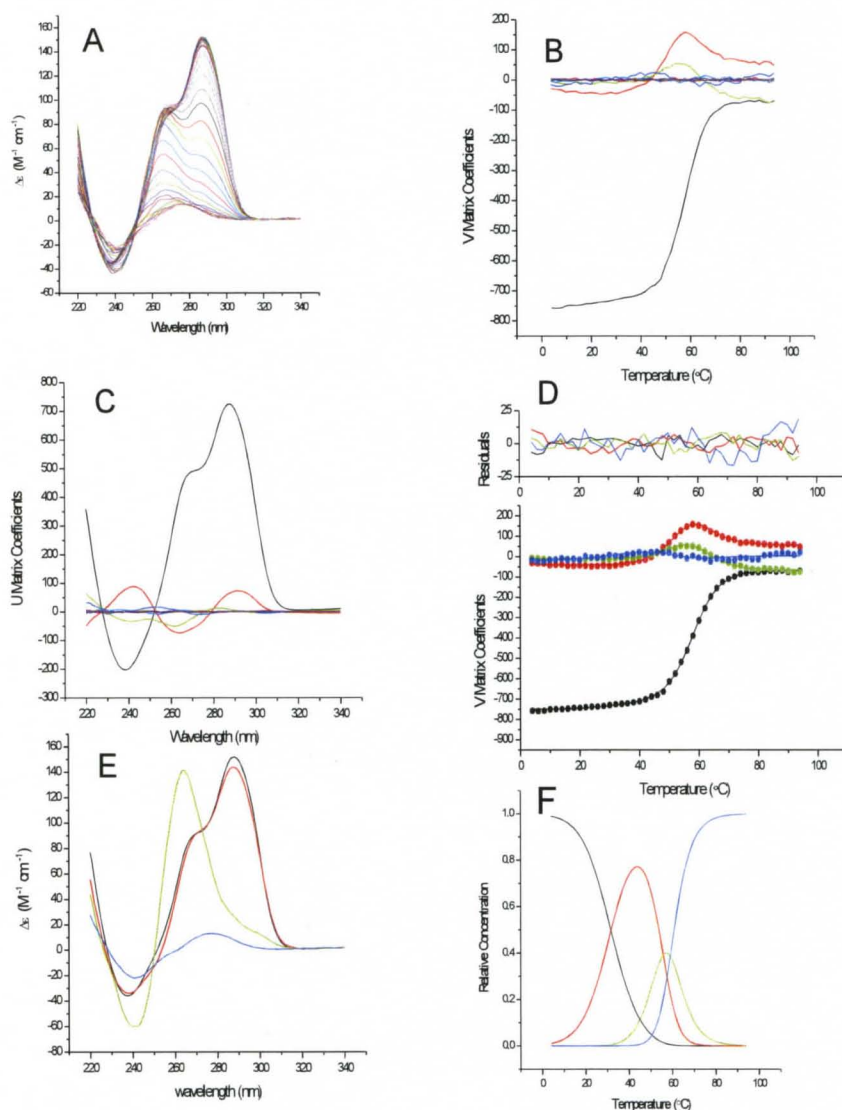 A
160
140
120
100
80
60
40
20
0
-20
-40
-60
Δε (M⁻¹ cm⁻¹)
220 240 260 280 300 320 340
Wavelength (nm)
B
200
100
0
-100
-200
-300
-400
-500
-600
-700
-800
V Matrix Coefficients
0 20 40 60 80 100
Temperature (°C)
C
800
700
600
500
400
300
200
100
0
-100
-200
-300
U Matrix Coefficients
220 240 260 280 300 320 340
Wavelength (nm)
D
25
0
-25
Residuals
0 20 40 60 80 100
200
100
0
-100
-200
-300
-400
-500
-600
-700
-800
-900
V Matrix Coefficients
0 20 40 60 80 100
Temperature (°C)
E
160
140
120
100
80
60
40
20
0
-20
-40
-60
-80
Δε (M⁻¹ cm⁻¹)
220 240 260 280 300 320 340
wavelength (nm)
F
1.0
0.8
0.6
0.4
0.2
0.0
Relative Concentration
0 20 40 60 80 100
Temperature (°C)